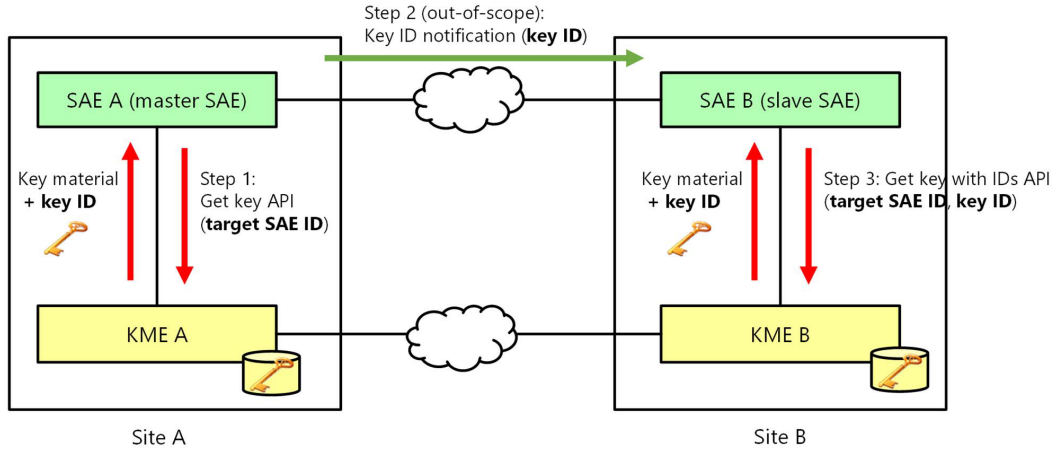 Step 2 (out-of-scope):
Key ID notification (key ID)
SAE A (master SAE)
SAE B (slave SAE)
Key material
+ key ID
Step 1:
Get key API
(target SAE ID)
Key material
+ key ID
Step 3: Get key with IDs API
(target SAE ID, key ID)
KME A
KME B
Site A
Site B